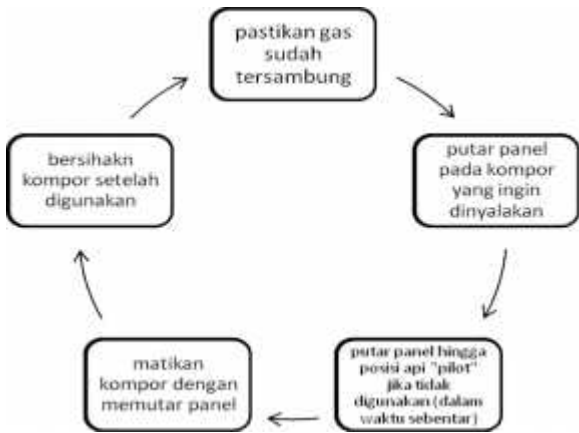 pastikan gas
sudah
tersambung
putar panel
pada kompor
yang ingin
dinyalakan
putar panel hingga
posisi api "pilot"
jika tidak
digunakan (dalam
waktu sebentar)
matikan
kompor dengan
memutar panel
bersihakn
kompor setelah
digunakan